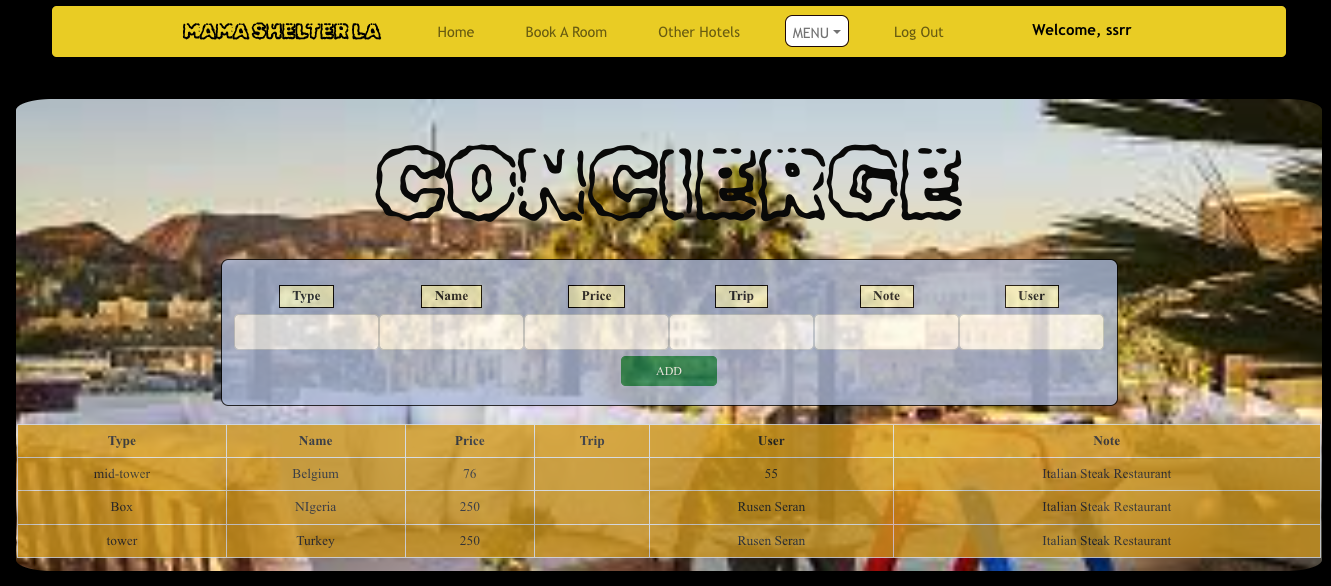 MAMA SHELTER LA Home Book A Room Other Hotels MENU Log Out Welcome, ssrr
CONCIERGE
Type Name Price Trip Note User
ADD
Type Name Price Trip User Note
mid-tower Belgium 76 55 Italian Steak Restaurant
Box NIgeria 250 Rusen Seran Italian Steak Restaurant
tower Turkey 250 Rusen Seran Italian Steak Restaurant